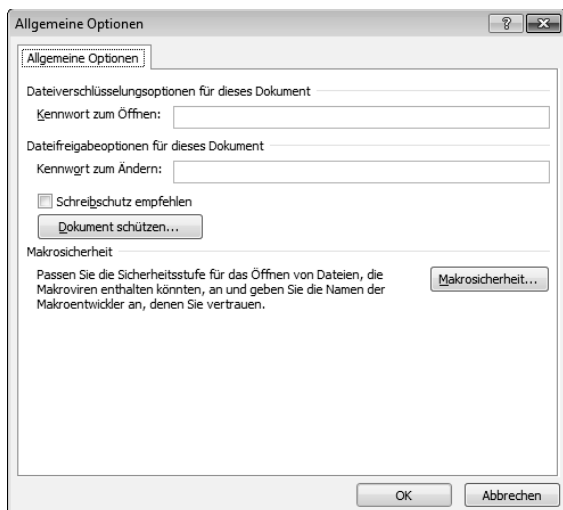 Allgemeine Optionen
?
Allgemeine Optionen
Dateiverschlüsselungsoptionen für dieses Dokument
Kennwort zum Öffnen:
Dateifreigabeoptionen für dieses Dokument
Kennwort zum Ändern:
Schreibschutz empfehlen
Dokument schützen...
Makrosicherheit
Passen Sie die Sicherheitsstufe für das Öffnen von Dateien, die
Makroviren enthalten könnten, an und geben Sie die Namen der
Makroentwickler an, denen Sie vertrauen.
Makrosicherheit...
OK Abbrechen